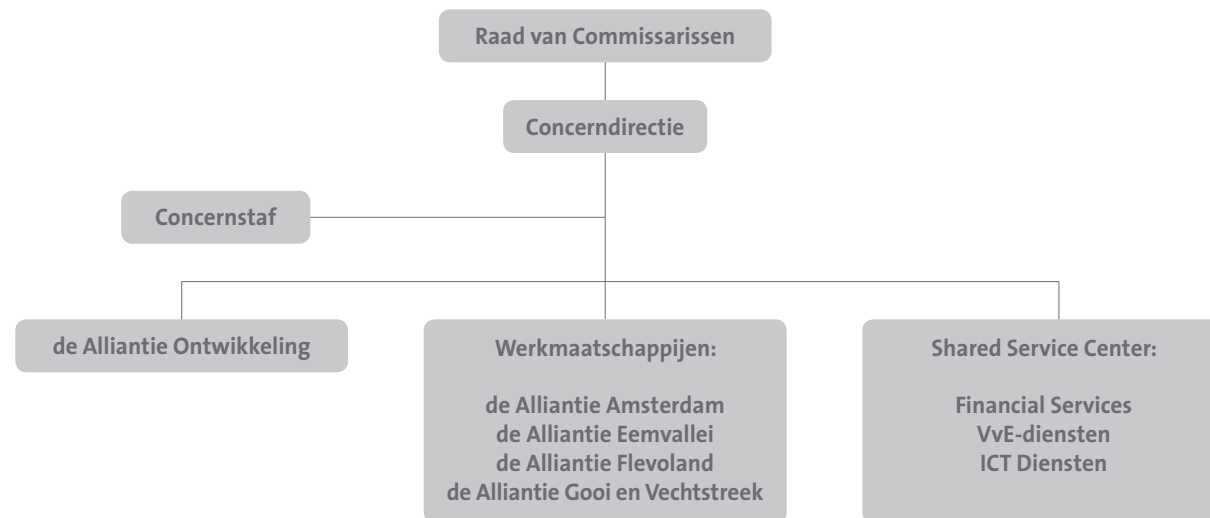 Raad van Commissarissen
Concerndirectie
Concernstaf
de Alliantie Ontwikkeling
Werkmaatschappijen:
de Alliantie Amsterdam
de Alliantie Eemvallei
de Alliantie Flevoland
de Alliantie Gooi en Vechtstreek
Shared Service Center:
Financial Services
VvE-diensten
ICT Diensten